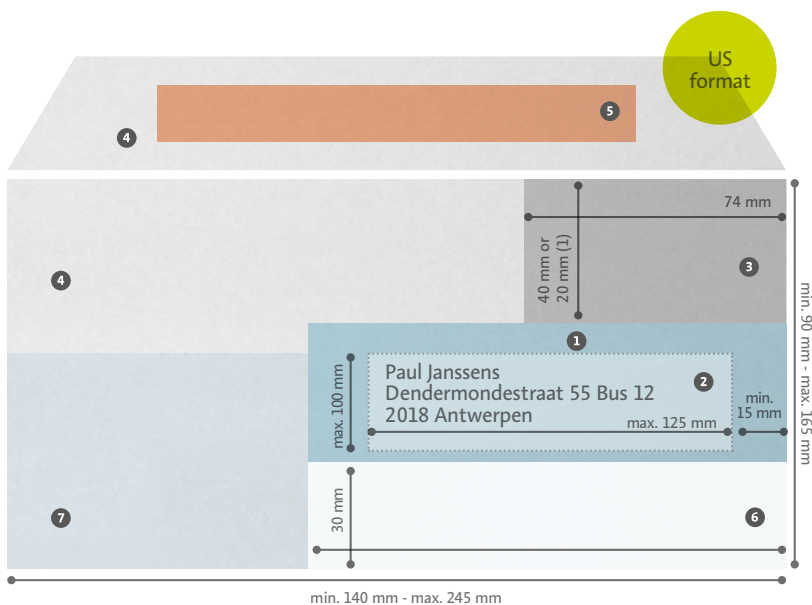 US
format
5
4
74 mm
40 mm or
20 mm (1)
3
4
min. 90 mm - max. 165 mm
1
Paul Janssens
Dendermondestraat 55 Bus 12
2018 Antwerpen
2
max. 100 mm
max. 125 mm
min.
15 mm
30 mm
7
6
min. 140 mm - max. 245 mm